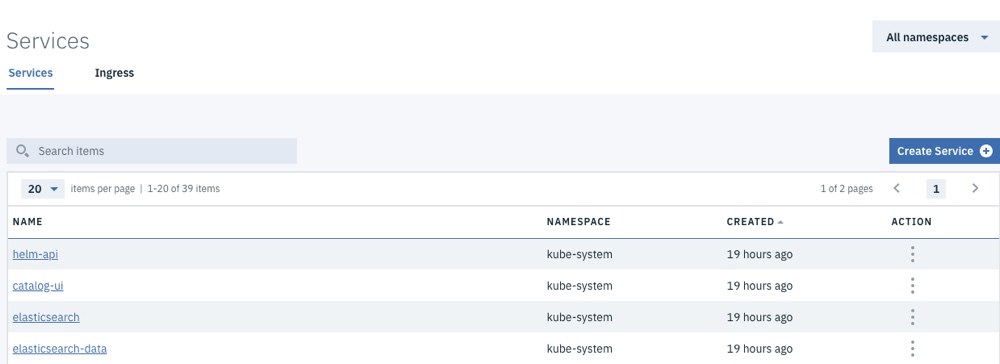 Services
All namespaces
Services Ingress
Search items
Create Service
20 items per page | 1-20 of 39 items 1 of 2 pages 1
NAME NAMESPACE CREATED ACTION
helm-api kube-system 19 hours ago
catalog-ui kube-system 19 hours ago
elasticsearch kube-system 19 hours ago
elasticsearch-data kube-system 19 hours ago